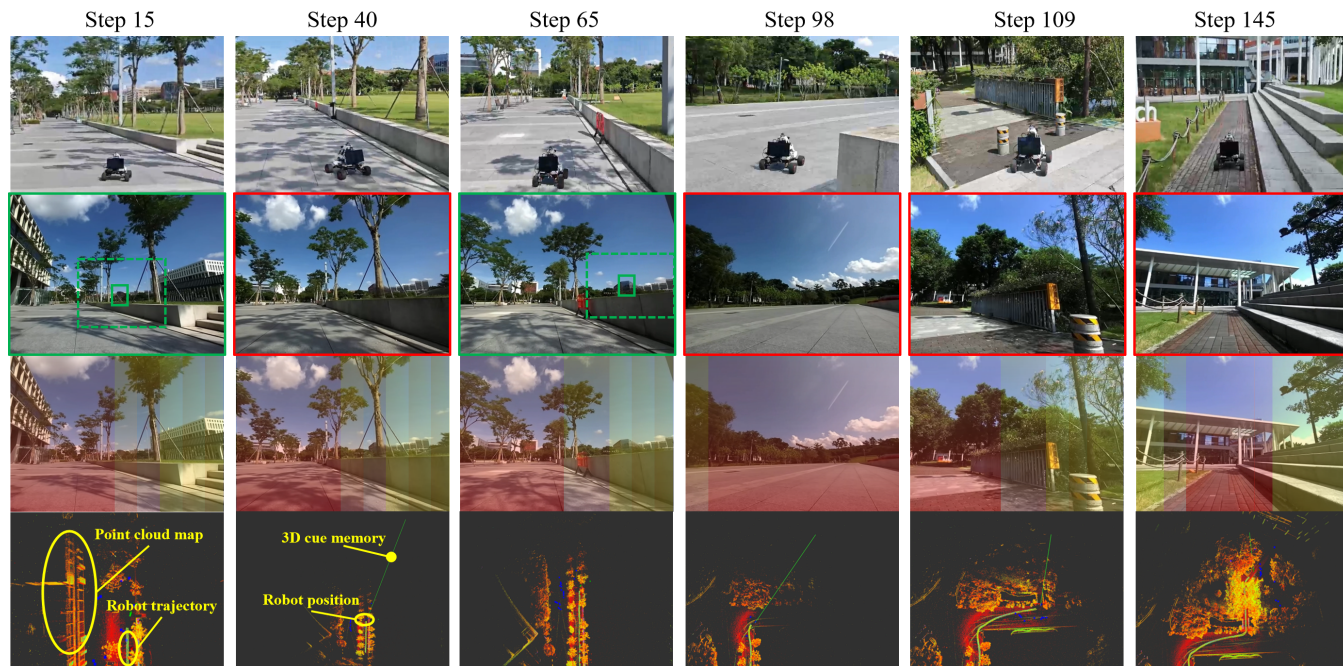 Step 15
Step 40
Step 65
Step 98
Step 109
Step 145
ch
Point cloud map
Robot trajectory
3D cue memory
Robot position